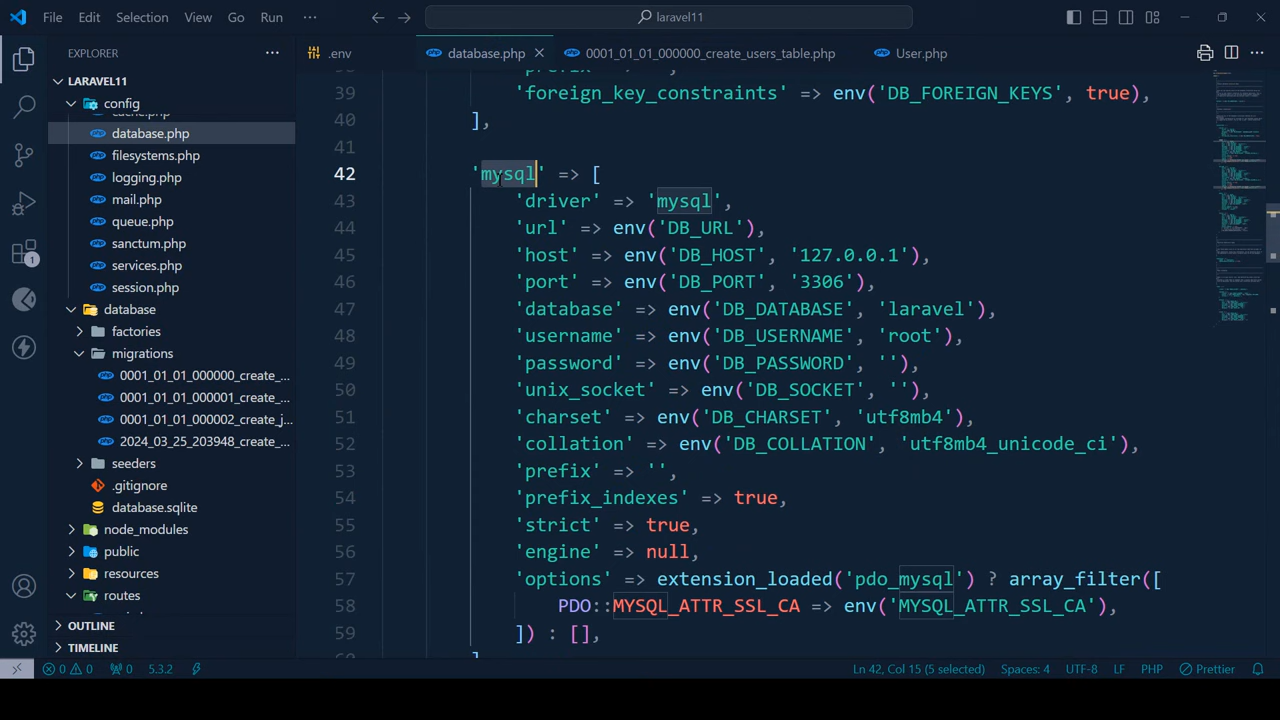 File Edit Selection View Go Run ··· laravel11
EXPLORER ···
LARAVEL11
config
cache.php
database.php
filesystems.php
logging.php
mail.php
queue.php
sanctum.php
services.php
session.php
database
factories
migrations
0001_01_01_000000_create_...
0001_01_01_000001_create_...
0001_01_01_000002_create_j...
2024_03_25_203948_create_...
seeders
.gitignore
database.sqlite
node_modules
public
resources
routes
OUTLINE
TIMELINE
1
.env database.php 0001_01_01_000000_create_users_table.php User.php ···
38 'prefix' => '',
39 'foreign_key_constraints' => env('DB_FOREIGN_KEYS', true),
40 ],
41
42 'mysql' => [
43 'driver' => 'mysql',
44 'url' => env('DB_URL'),
45 'host' => env('DB_HOST', '127.0.0.1'),
46 'port' => env('DB_PORT', '3306'),
47 'database' => env('DB_DATABASE', 'laravel'),
48 'username' => env('DB_USERNAME', 'root'),
49 'password' => env('DB_PASSWORD', ''),
50 'unix_socket' => env('DB_SOCKET', ''),
51 'charset' => env('DB_CHARSET', 'utf8mb4'),
52 'collation' => env('DB_COLLATION', 'utf8mb4_unicode_ci'),
53 'prefix' => '',
54 'prefix_indexes' => true,
55 'strict' => true,
56 'engine' => null,
57 'options' => extension_loaded('pdo_mysql') ? array_filter([
58 PDO::MYSQL_ATTR_SSL_CA => env('MYSQL_ATTR_SSL_CA'),
59 ]) : [],
0 0 0 5.3.2 Ln 42, Col 15 (5 selected) Spaces: 4 UTF-8 LF PHP Prettier